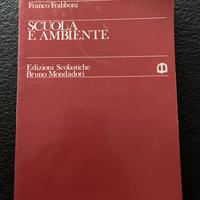 Franco Frabboni
SCUOLA
E AMBIENTE
Edizioni Scolastiche
Bruno Mondadori